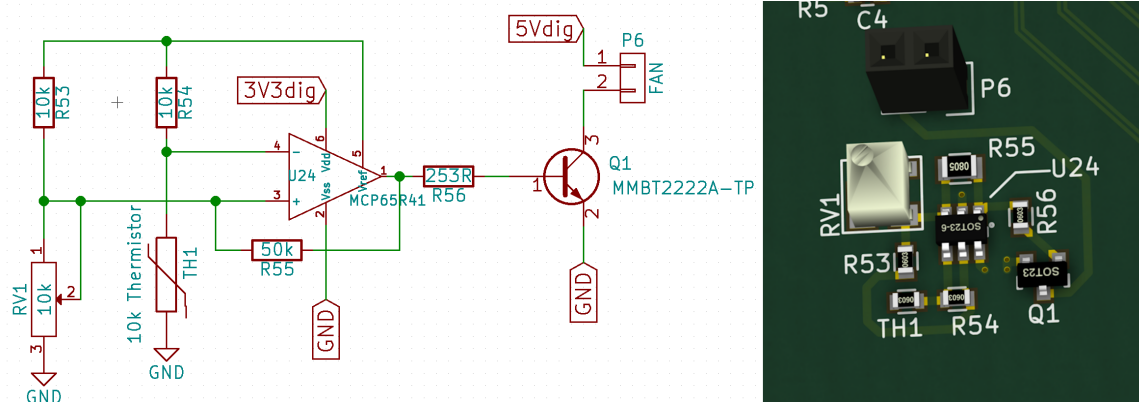 5Vdig
P6
1
2
FAN
3V3dig
10k
R53
10k
R54
4
−
6
Vdd
5
Vref
U24
1
MCP65R41
3
+
Vss
2
253R
R56
3
1
2
Q1
MMBT2222A-TP
50k
R55
10k Thermistor
TH1
RV1
1
10k
2
3
GND
GND
GND
GND
R5
C4
P6
R55
0805
U24
RV1
SOT23-6
R56
0603
R53
0603
SOT23
0603
0603
TH1
R54
Q1